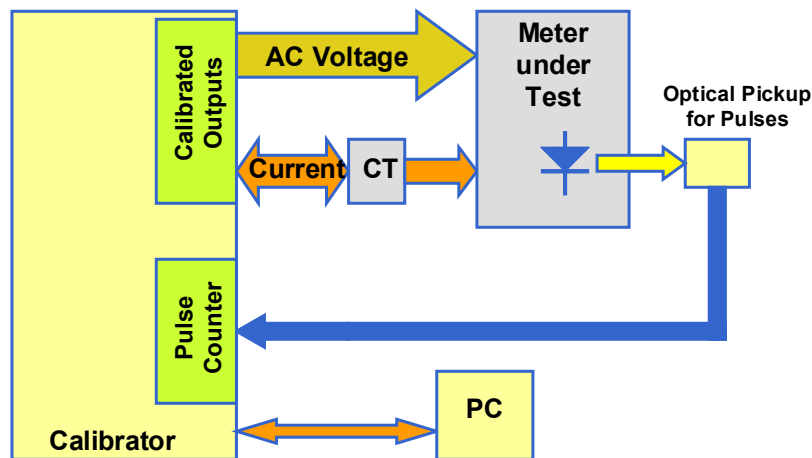 Calibrated
Outputs
AC Voltage
Meter
under
Test
Optical Pickup
for Pulses
Current
CT
Pulse
Counter
PC
Calibrator